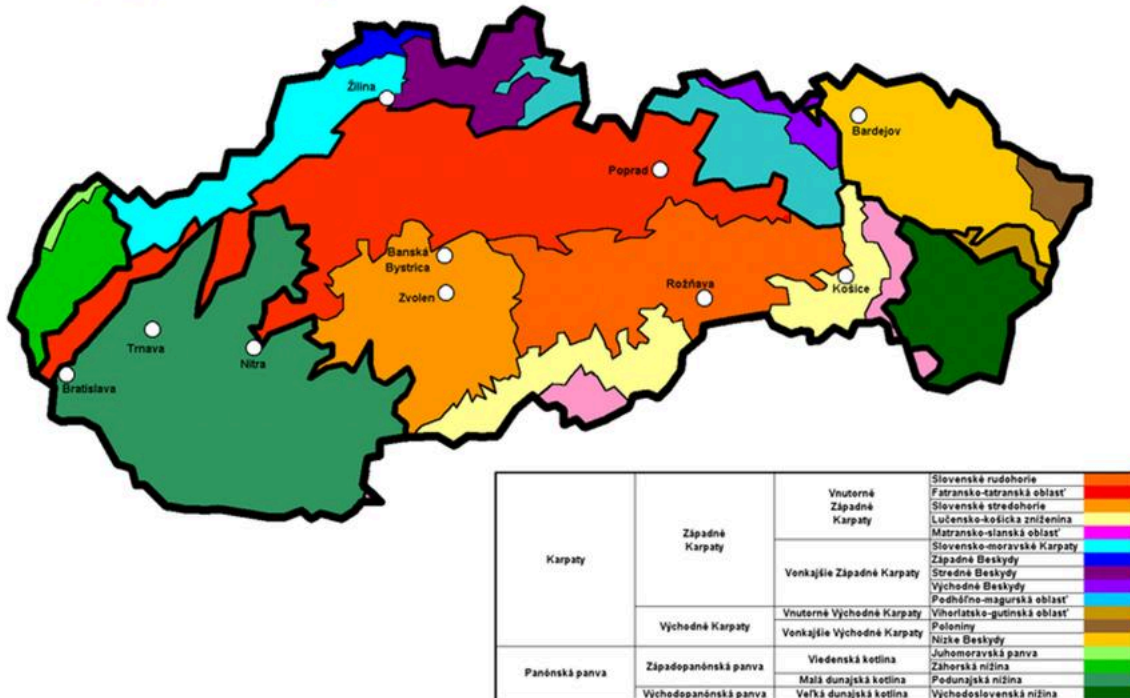 Žilina
Bardejov
Poprad
Banská
Bystrica
Zvolen
Rožňava
Košice
Trnava
Nitra
Bratislava
Karpaty
Západné
Karpaty
Vnutorné
Západné
Karpaty
Slovenské rudohorie
Fatransko-tatranská oblasť
Slovenské stredohorie
Lučensko-košicka zníženina
Matransko-slanská oblasť
Vonkajšie Západné Karpaty
Slovensko-moravské Karpaty
Západné Beskydy
Stredné Beskydy
Východné Beskydy
Podhôľno-magurská oblasť
Východné Karpaty
Vnutorné Východné Karpaty
Vihorlatsko-gutinská oblasť
Vonkajšie Východné Karpaty
Poloniny
Nízke Beskydy
Panónská panva
Západopanónská panva
Viedenská kotlina
Juhomoravská panva
Záhorská nížina
Malá dunajská kotlina
Podunajská nížina
Východopanónská panva
Veľká dunajská kotlina
Východoslovenská nížina